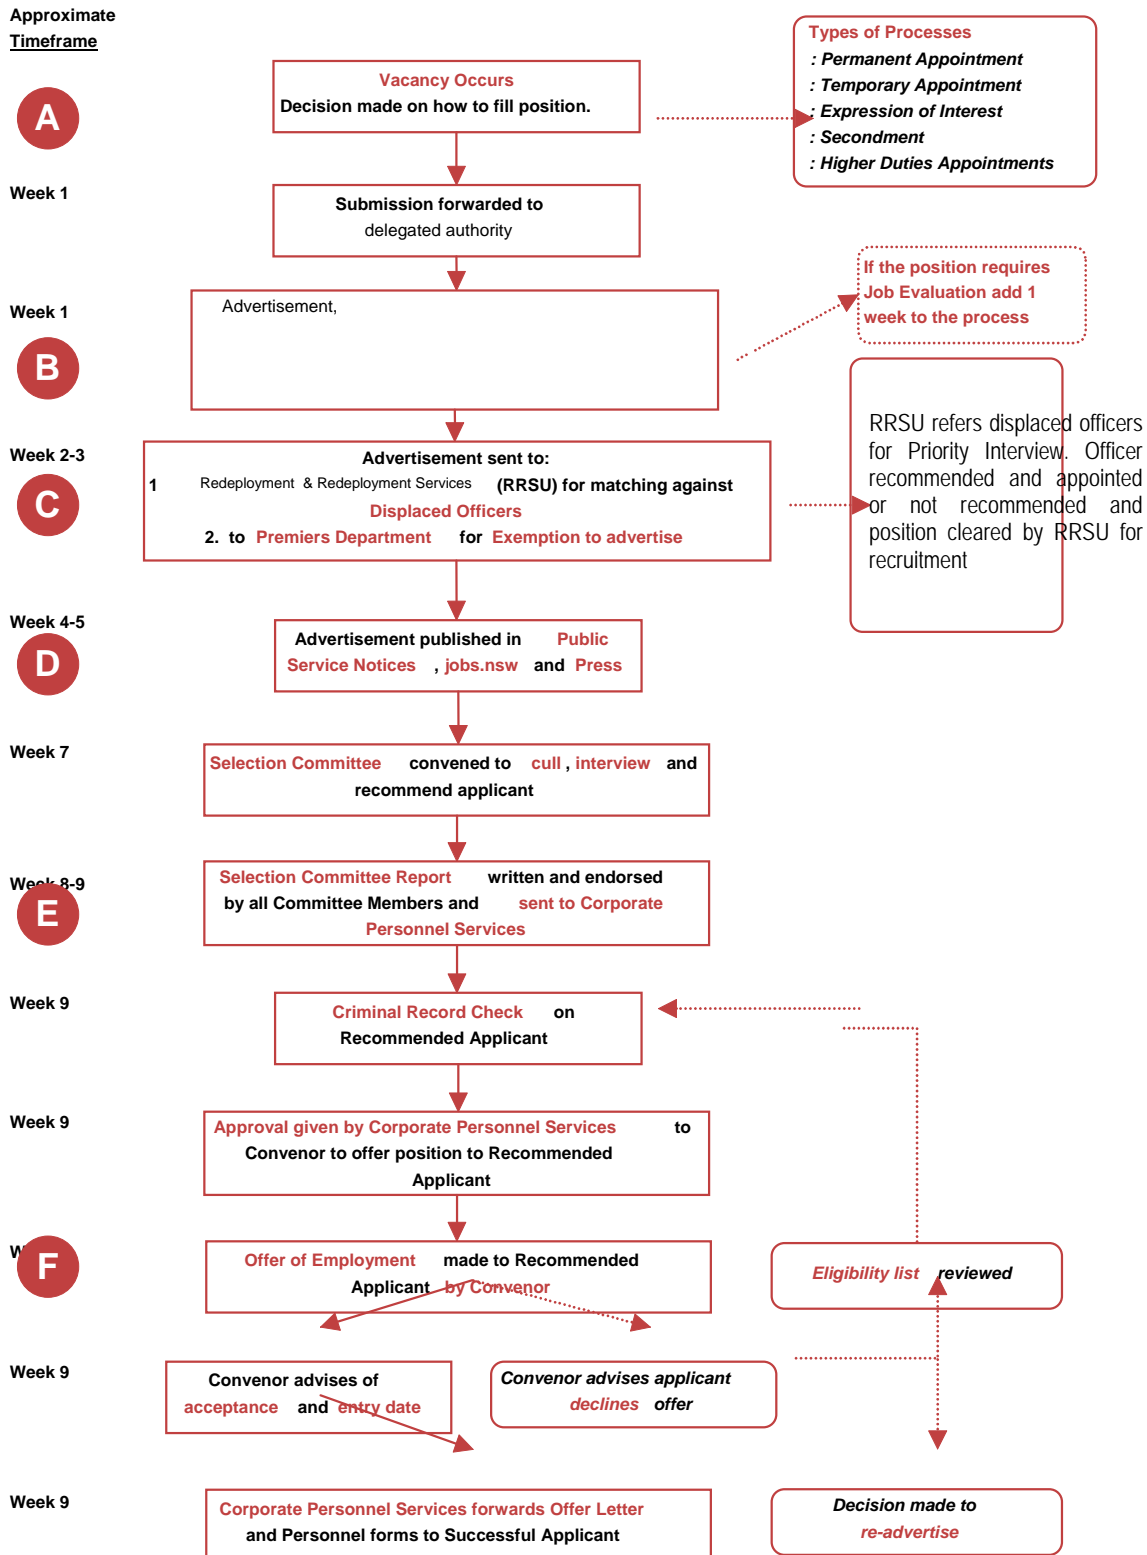 Approximate
Timeframe
Types of Processes
: Permanent Appointment
: Temporary Appointment
: Expression of Interest
: Secondment
: Higher Duties Appointments
Vacancy Occurs
Decision made on how to fill position.
A
Week 1
Submission forwarded to
delegated authority
If the position requires
Job Evaluation add 1
week to the process
Week 1
Advertisement,
B
RRSU refers displaced officers
for Priority Interview. Officer
recommended and appointed
or not recommended and
position cleared by RRSU for
recruitment
Week 2-3
C
Advertisement sent to:
1 Redeployment & Redeployment Services (RRSU) for matching against
Displaced Officers
2. to Premiers Department for Exemption to advertise
Week 4-5
D
Advertisement published in Public
Service Notices , jobs.nsw and Press
Week 7
Selection Committee convened to cull , interview and
recommend applicant
Week 8-9
E
Selection Committee Report written and endorsed
by all Committee Members and sent to Corporate
Personnel Services
Week 9
Criminal Record Check on
Recommended Applicant
Week 9
Approval given by Corporate Personnel Services to
Convenor to offer position to Recommended
Applicant
F
Offer of Employment made to Recommended
Applicant by Convenor
Eligibility list reviewed
Week 9
Convenor advises of
acceptance and entry date
Convenor advises applicant
declines offer
Week 9
Corporate Personnel Services forwards Offer Letter
and Personnel forms to Successful Applicant
Decision made to
re-advertise